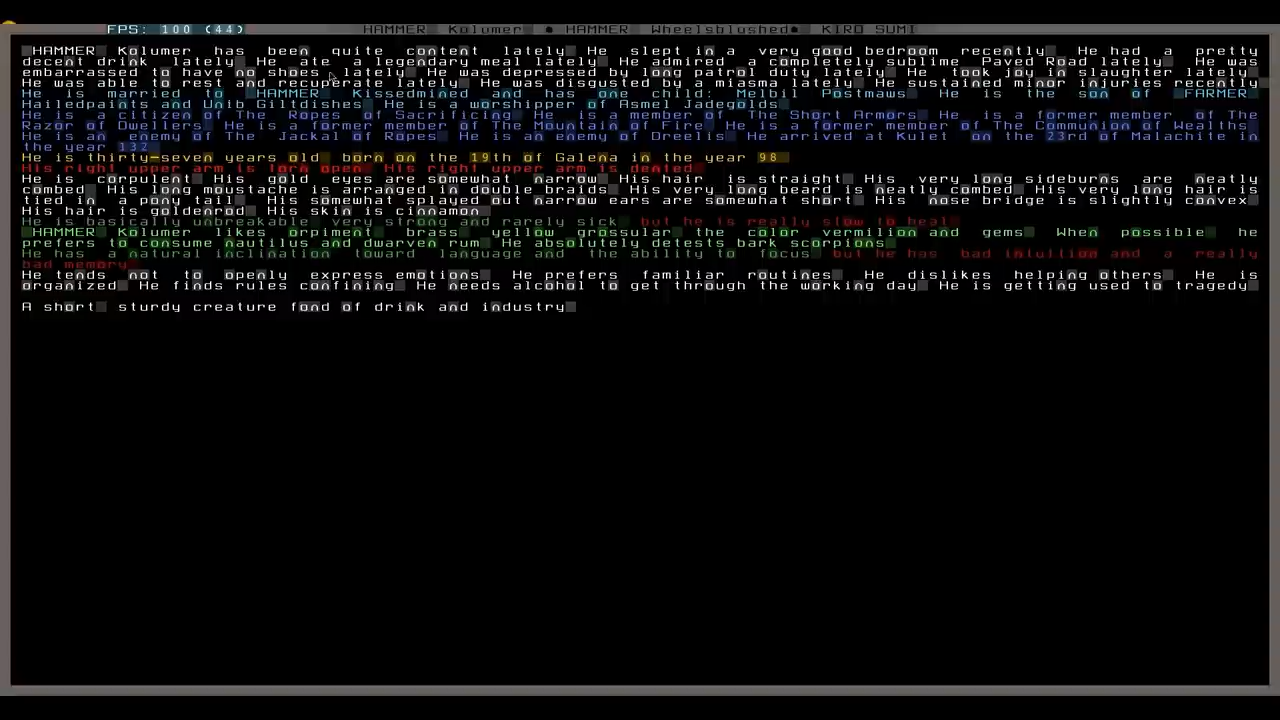 FPS: 100 (44) HAMMER Kolumer • HAMMER Wheelsblushed • KIRO SUMI
HAMMER Kolumer has been quite content lately He slept in a very good bedroom recently He had a pretty
decent drink lately He ate a legendary meal lately He admired a completely sublime Paved Road lately He was
embarrassed to have no shoes lately He was depressed by long patrol duty lately He took joy in slaughter lately
He was able to rest and recuperate lately He was disgusted by a miasma lately He sustained minor injuries recently
He is married to HAMMER Kissedmined and has one child: Melbil Postmaws He is the son of FARMER
Hailedpaints and Unib Giltdishes He is a worshipper of Asmel Jadegolds
He is a citizen of The Ropes of Sacrificing He is a member of The Short Armors He is a former member of The
Razor of Dwellers He is a former member of The Mountain of Fire He is a former member of The Communion of Wealths
He is an enemy of The Jackal of Ropes He is an enemy of Oreelis He arrived at Kulet on the 23rd of Malachite in
the year 132
He is thirty-seven years old born on the 19th of Galena in the year 98
His right upper arm is torn open His right upper arm is dented
He is corpulent His gold eyes are somewhat narrow His hair is straight His very long sideburns are neatly
combed His long moustache is arranged in double braids His very long beard is neatly combed His very long hair is
tied in a pony tail His somewhat splayed out narrow ears are somewhat short His nose bridge is slightly convex
His hair is goldenrod His skin is cinnamon
He is basically unbreakable very strong and rarely sick but he is really slow to heal
HAMMER Kolumer likes orpiment brass yellow grossular the color vermilion and gems When possible he
prefers to consume nautilus and dwarven rum He absolutely detests bark scorpions
He has a natural inclination toward language and the ability to focus but he has bad intuition and a really
bad memory
He tends not to openly express emotions He prefers familiar routines He dislikes helping others He is
organized He finds rules confining He needs alcohol to get through the working day He is getting used to tragedy
A short sturdy creature fond of drink and industry